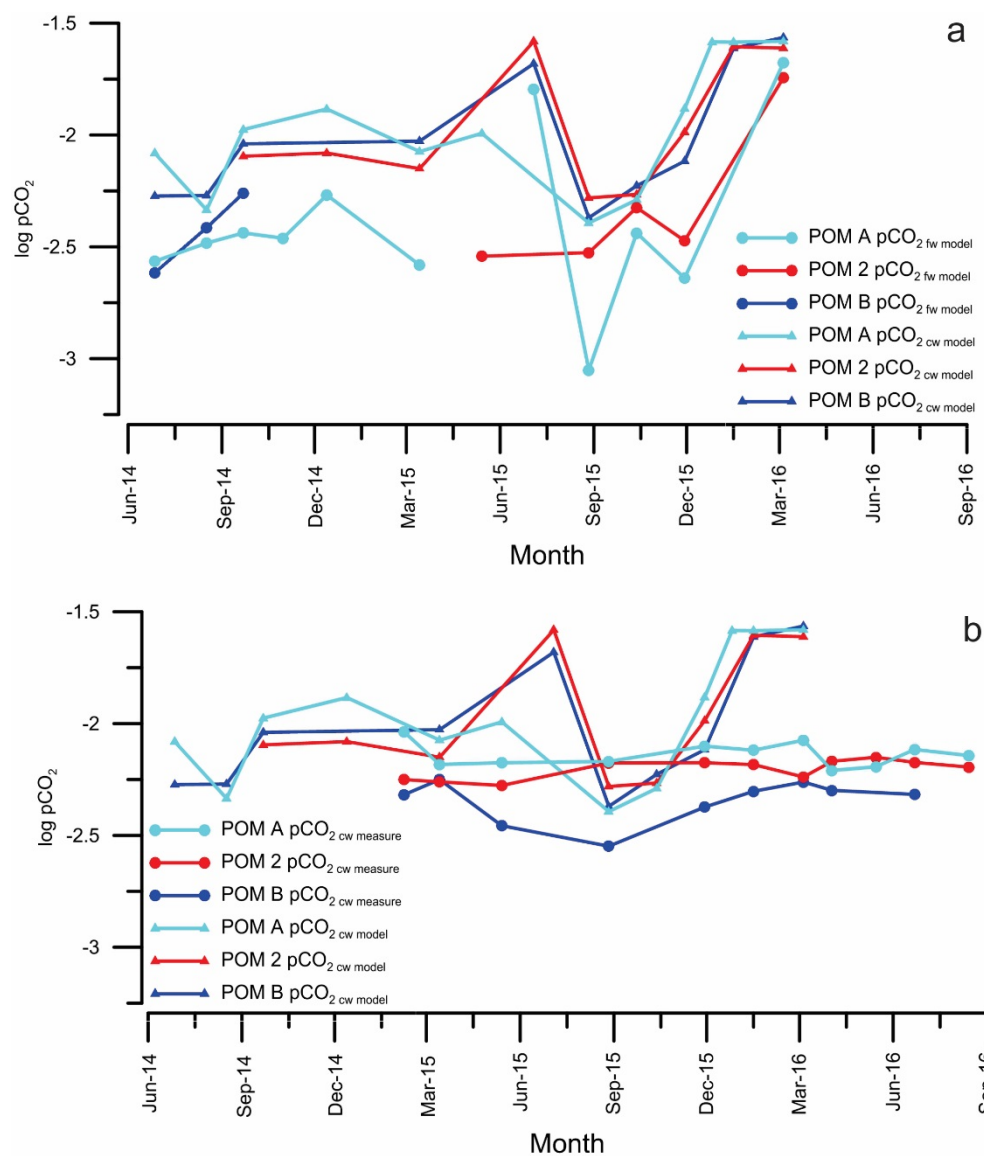 a
-1.5
-2
-2.5
-3
log pCO2
POM A pCO2 fw model
POM 2 pCO2 fw model
POM B pCO2 fw model
POM A pCO2 cw model
POM 2 pCO2 cw model
POM B pCO2 cw model
Jun-14
Sep-14
Dec-14
Mar-15
Jun-15
Sep-15
Dec-15
Mar-16
Jun-16
Sep-16
Month
b
-1.5
-2
-2.5
-3
log pCO2
POM A pCO2 cw measure
POM 2 pCO2 cw measure
POM B pCO2 cw measure
POM A pCO2 cw model
POM 2 pCO2 cw model
POM B pCO2 cw model
Jun-14
Sep-14
Dec-14
Mar-15
Jun-15
Sep-15
Dec-15
Mar-16
Jun-16
Sep-16
Month